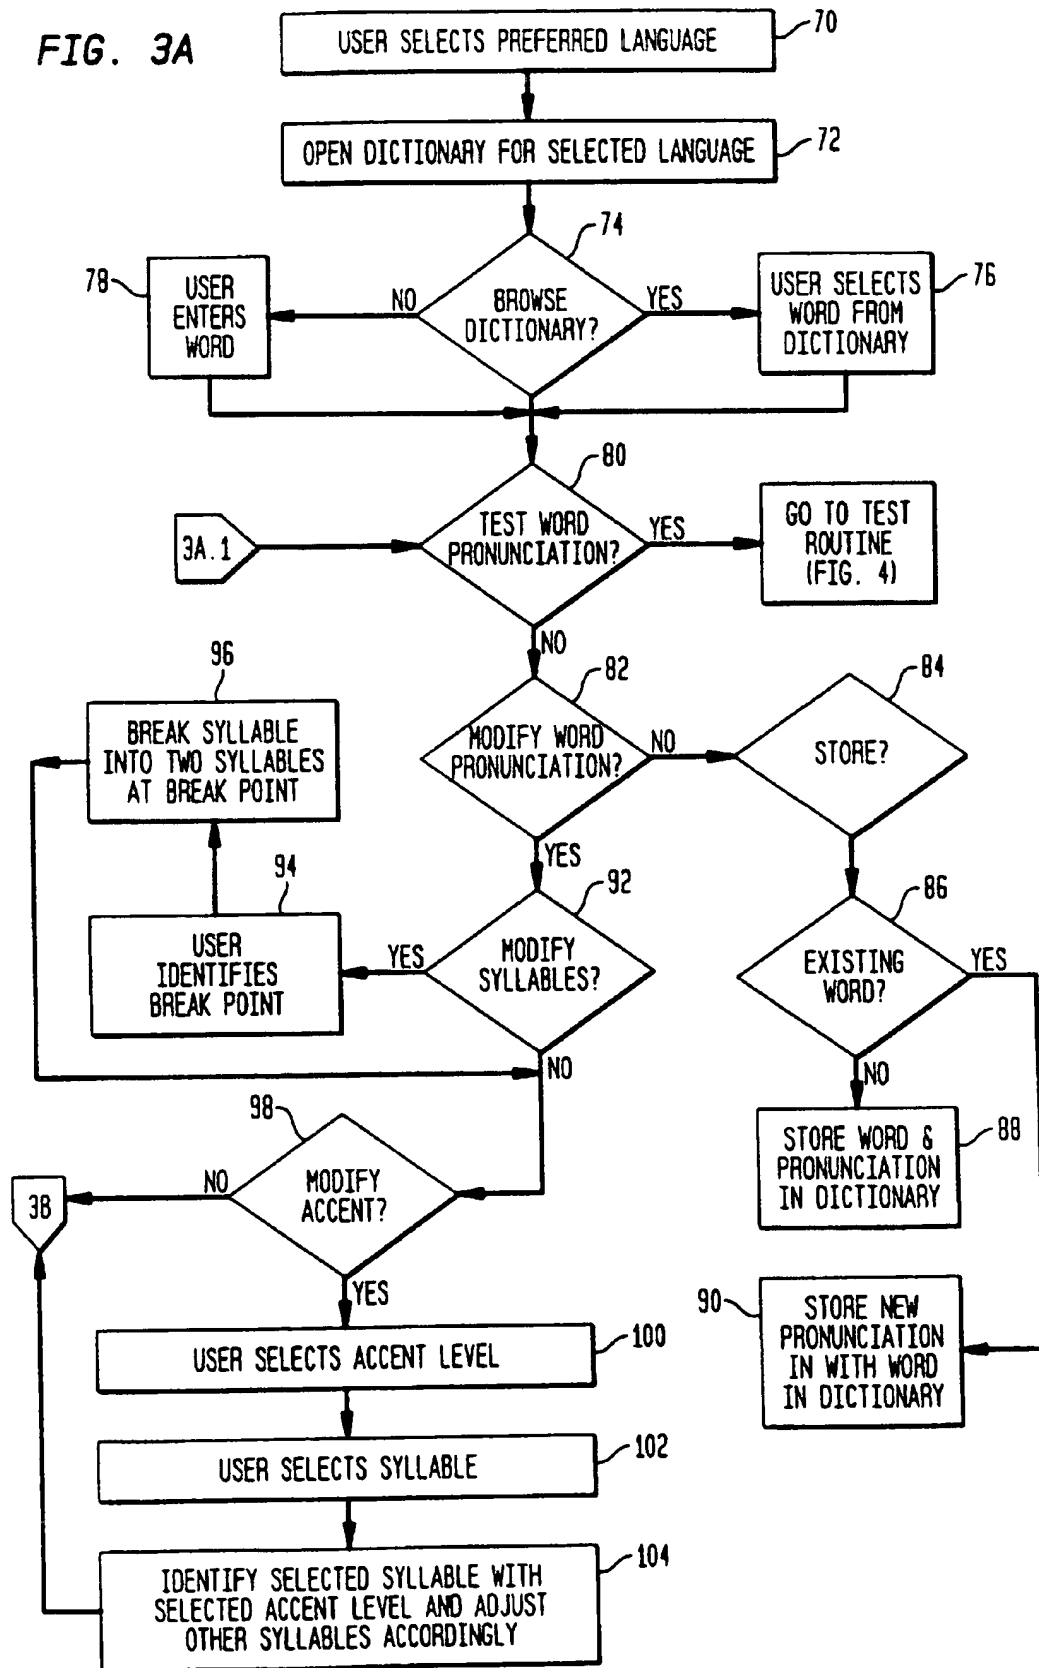 FIG. 3A
USER SELECTS PREFERRED LANGUAGE
70
OPEN DICTIONARY FOR SELECTED LANGUAGE
72
74
BROWSE
DICTIONARY?
NO
YES
78
USER
ENTERS
WORD
76
USER SELECTS
WORD FROM
DICTIONARY
80
3A.1
TEST WORD
PRONUNCIATION?
YES
GO TO TEST
ROUTINE
(FIG. 4)
NO
96
BREAK SYLLABLE
INTO TWO SYLLABLES
AT BREAK POINT
82
MODIFY WORD
PRONUNCIATION?
NO
84
STORE?
YES
94
USER
IDENTIFIES
BREAK POINT
YES
92
MODIFY
SYLLABLES?
NO
86
EXISTING
WORD?
YES
NO
88
STORE WORD &
PRONUNCIATION
IN DICTIONARY
98
MODIFY
ACCENT?
NO
3B
YES
90
STORE NEW
PRONUNCIATION
IN WITH WORD
IN DICTIONARY
USER SELECTS ACCENT LEVEL
100
USER SELECTS SYLLABLE
102
IDENTIFY SELECTED SYLLABLE WITH
SELECTED ACCENT LEVEL AND ADJUST
OTHER SYLLABLES ACCORDINGLY
104